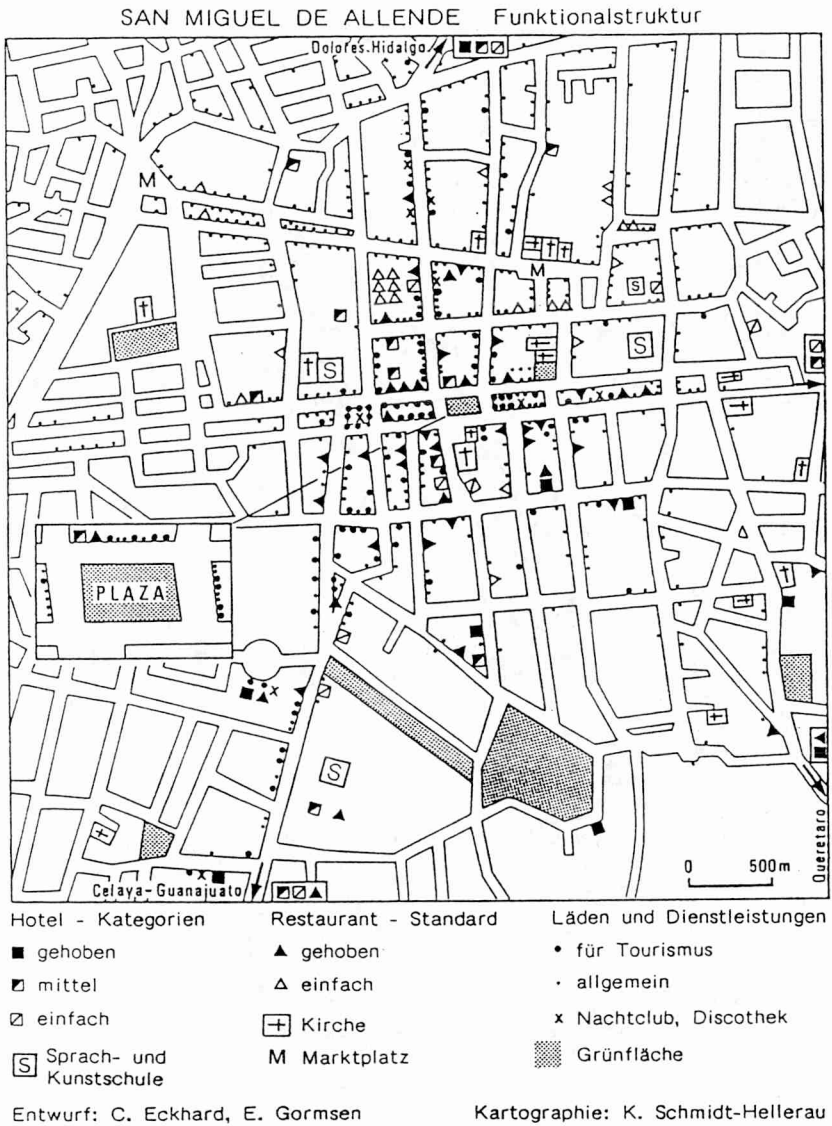 SAN MIGUEL DE ALLENDE Funktionalstruktur
Dolores-Hidalgo
M
M
S
S
S
PLAZA
S
Queretaro
0 500m
Celaya-Guanajuato
Hotel - Kategorien
gehoben
mittel
einfach
S Sprach- und
Kunstschule
Restaurant - Standard
gehoben
einfach
Kirche
M Marktplatz
Läden und Dienstleistungen
für Tourismus
allgemein
x Nachtclub, Discothek
Grünfläche
Entwurf: C. Eckhard, E. Gormsen
Kartographie: K. Schmidt-Hellerau